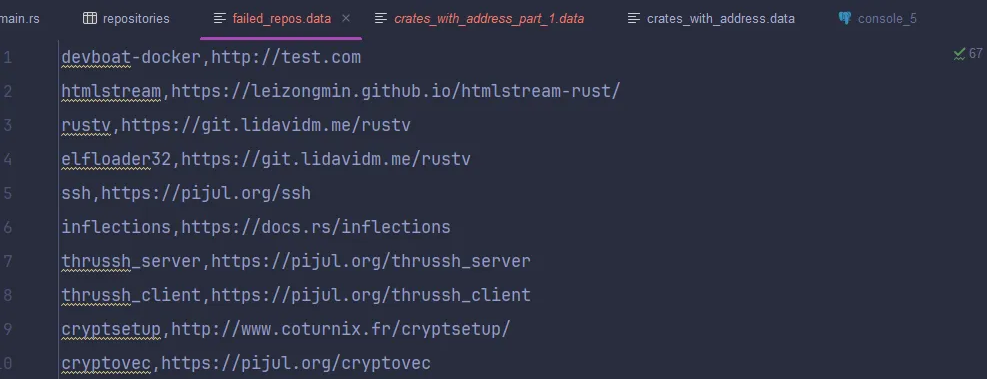 main.rs repositories failed_repos.data × crates_with_address_part_1.data crates_with_address.data console_5
1 devboat-docker,http://test.com 67
2 htmlstream,https://leizongmin.github.io/htmlstream-rust/
3 rustv,https://git.lidavidm.me/rustv
4 elfloader32,https://git.lidavidm.me/rustv
5 ssh,https://pijul.org/ssh
6 inflections,https://docs.rs/inflections
7 thrussh_server,https://pijul.org/thrussh_server
8 thrussh_client,https://pijul.org/thrussh_client
9 cryptsetup,http://www.coturnix.fr/cryptsetup/
10 cryptovec,https://pijul.org/cryptovec